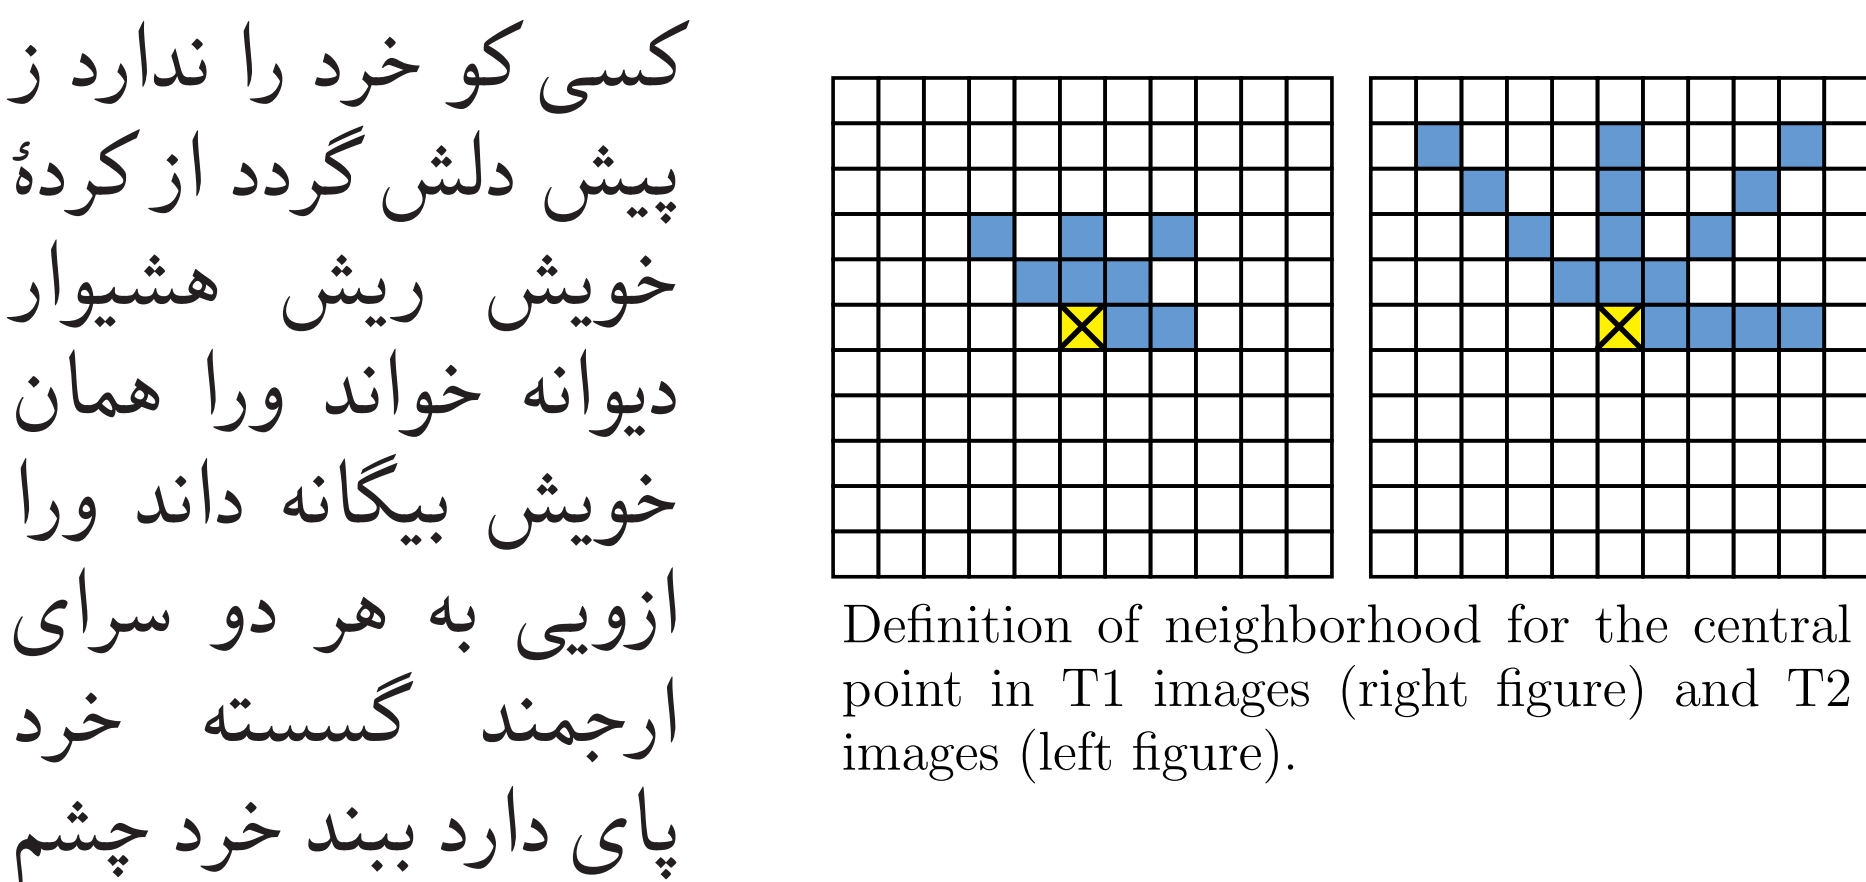 کسی کو خرد را ندارد ز
پیش دلش گردد از کردهٔ
خویش ریش هشیوار
دیوانه خواند ورا همان
خویش بیگانه داند ورا
ازویی به هر دو سرای
ارجمند گسسته خرد
پای دارد ببند خرد چشم
Definition of neighborhood for the central
point in T1 images (right figure) and T2
images (left figure).